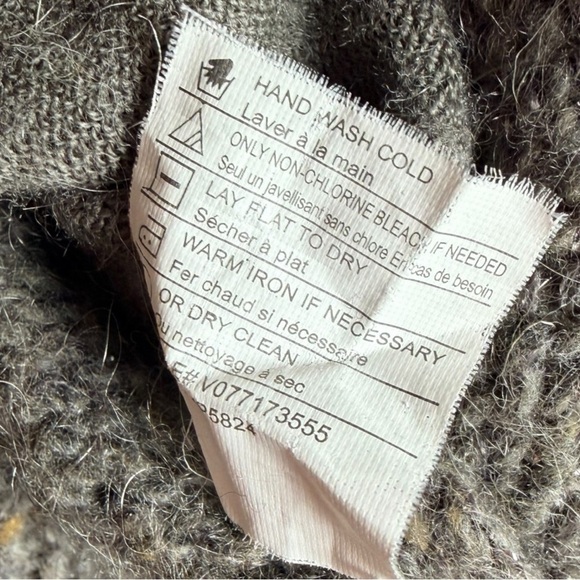 HAND WASH COLD
Laver à la main
ONLY NON-CHLORINE BLEACH IF NEEDED
Seul un javellisant sans chlore En cas de besoin
LAY FLAT TO DRY
Sécher à plat
WARM IRON IF NECESSARY
Fer chaud si nécessaire
OR DRY CLEAN
ou nettoyage à sec
F#V077173555
95824